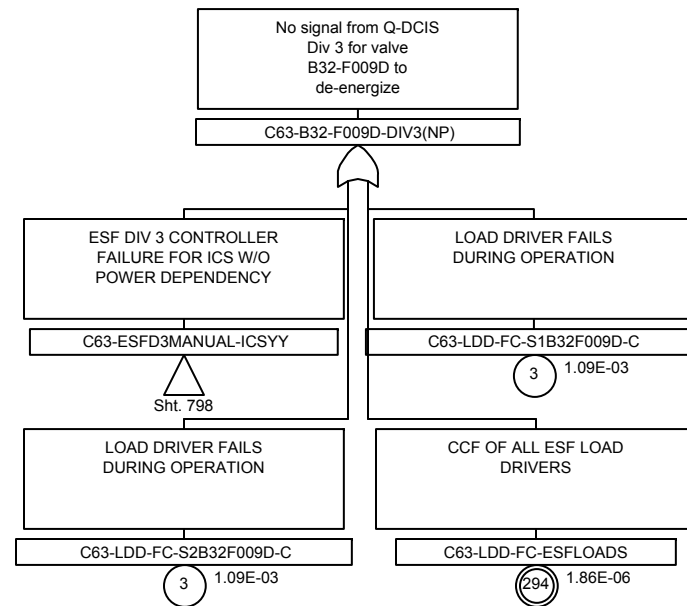 No signal from Q-DCIS
Div 3 for valve
B32-F009D to
de-energize
C63-B32-F009D-DIV3(NP)
ESF DIV 3 CONTROLLER
FAILURE FOR ICS W/O
POWER DEPENDENCY
C63-ESFD3MANUAL-ICSYY
Sht. 798
LOAD DRIVER FAILS
DURING OPERATION
C63-LDD-FC-S1B32F009D-C
3
1.09E-03
LOAD DRIVER FAILS
DURING OPERATION
C63-LDD-FC-S2B32F009D-C
3
1.09E-03
CCF OF ALL ESF LOAD
DRIVERS
C63-LDD-FC-ESFLOADS
294
1.86E-06